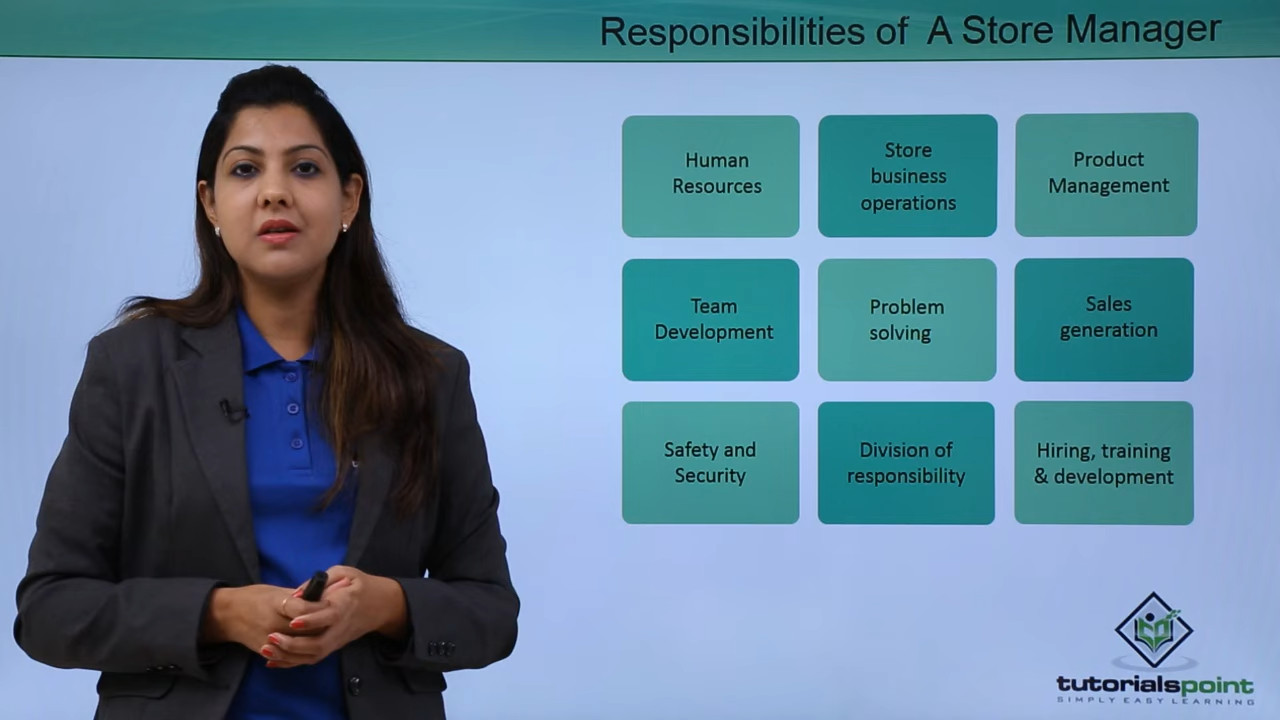 Responsibilities of A Store Manager
Human
Resources
Store
business
operations
Product
Management
Team
Development
Problem
solving
Sales
generation
Safety and
Security
Division of
responsibility
Hiring, training
& development
tutorialspoint
SIMPLY EASY LEARNING